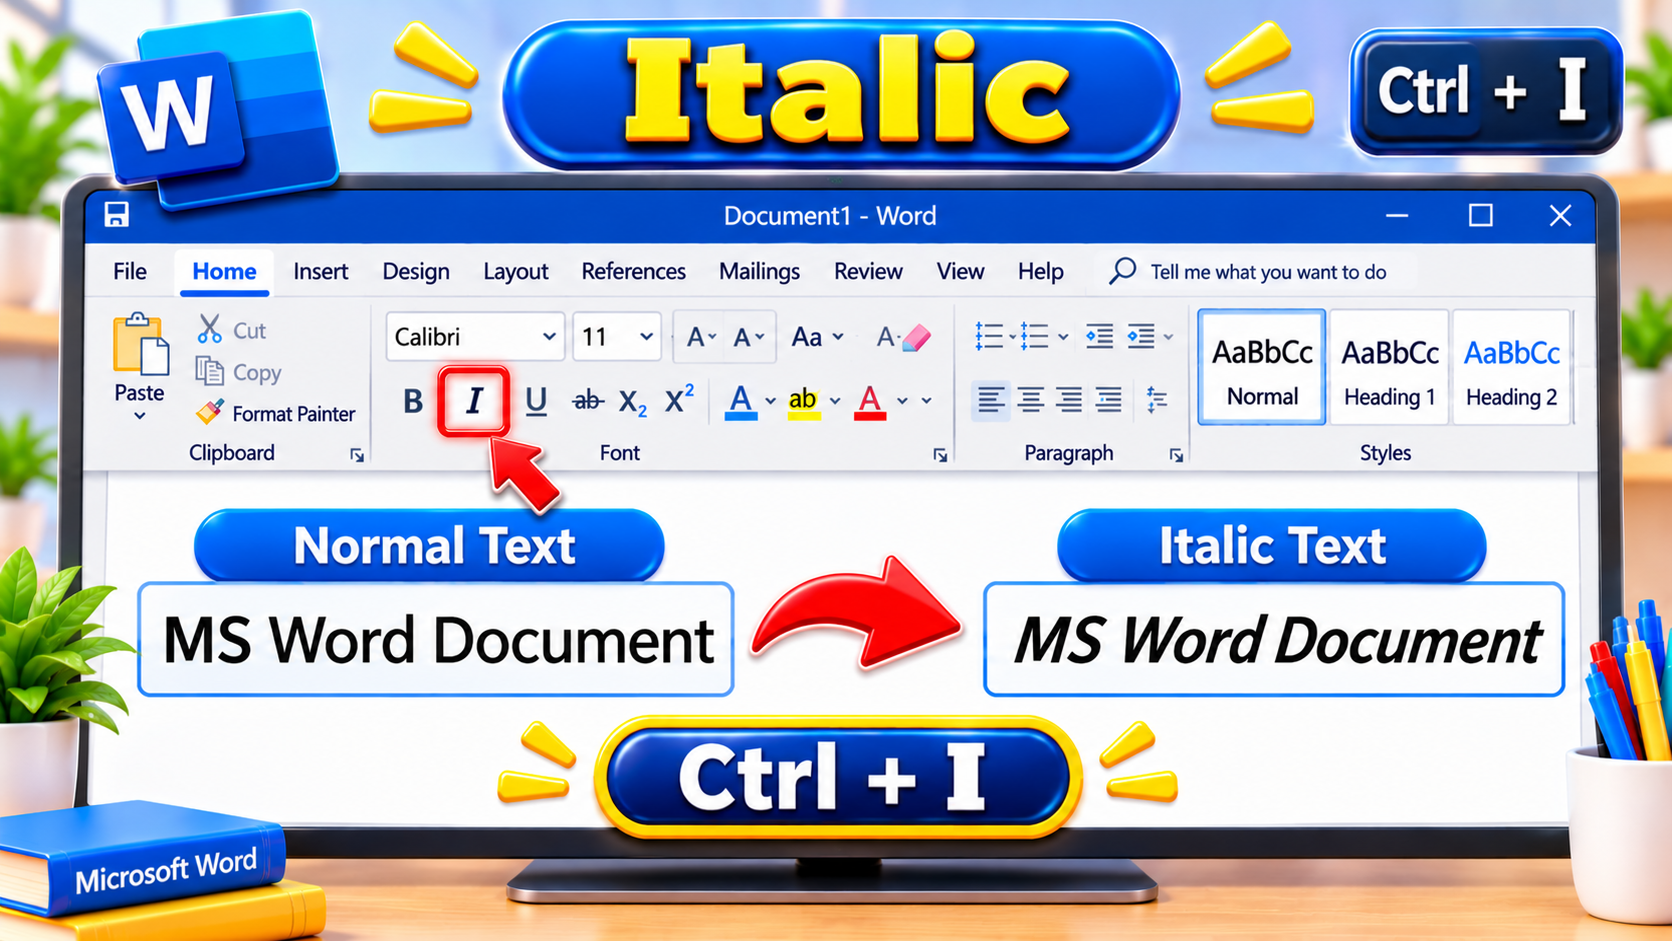 W
Italic
Ctrl + I
Document1 - Word
File Home Insert Design Layout References Mailings Review View Help Tell me what you want to do
Paste
Cut
Copy
Format Painter
Clipboard
Calibri 11 A A Aa A
B I U ab X2 X2 A ab A
Font
Paragraph
AaBbCc AaBbCc AaBbCc
Normal Heading 1 Heading 2
Styles
Normal Text
MS Word Document
Italic Text
MS Word Document
Ctrl + I
Microsoft Word